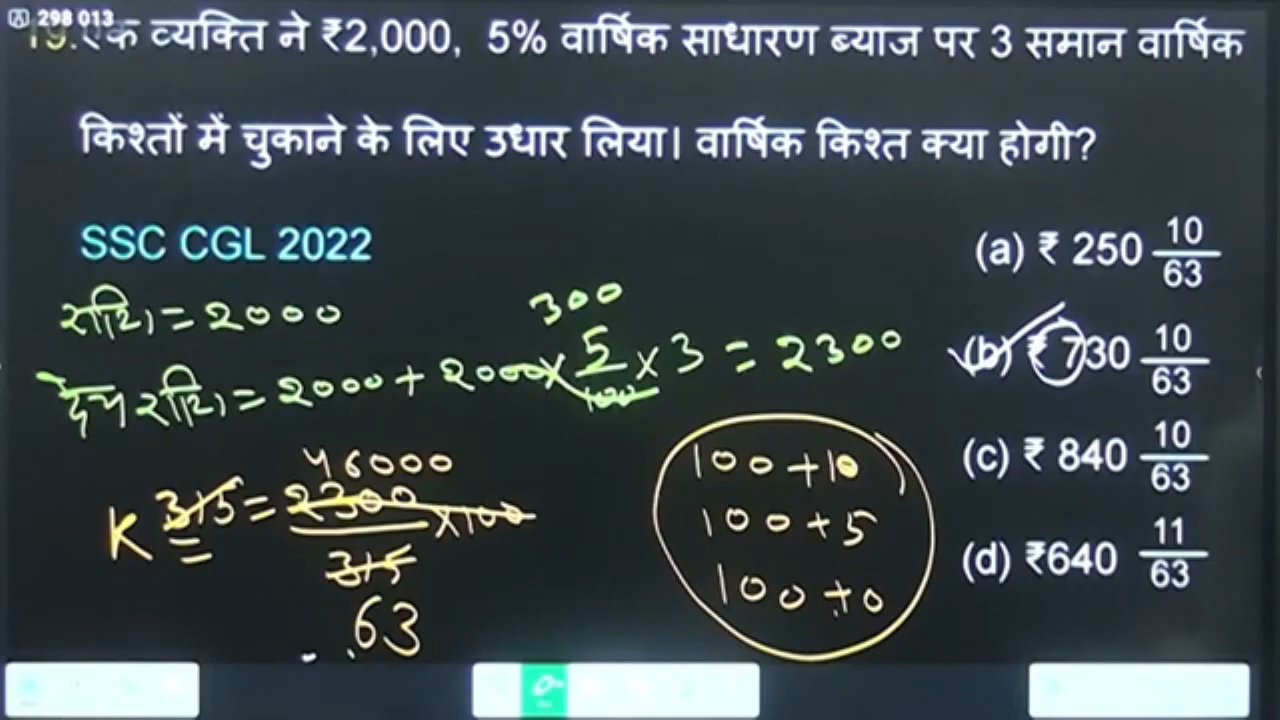 298 013
19. एक व्यक्ति ने ₹2,000, 5% वार्षिक साधारण ब्याज पर 3 समान वार्षिक
किश्तों में चुकाने के लिए उधार लिया। वार्षिक किश्त क्या होगी?
SSC CGL 2022
(a) ₹ 250 10/63
(b) ₹ 730 10/63
(c) ₹ 840 10/63
(d) ₹640 11/63
राशि = 2000
300
देय राशि = 2000 + 2000 × 5/100 × 3 = 2300
46000
K 315 = 2300/315 × 100
63
100 + 10
100 + 5
100 + 0